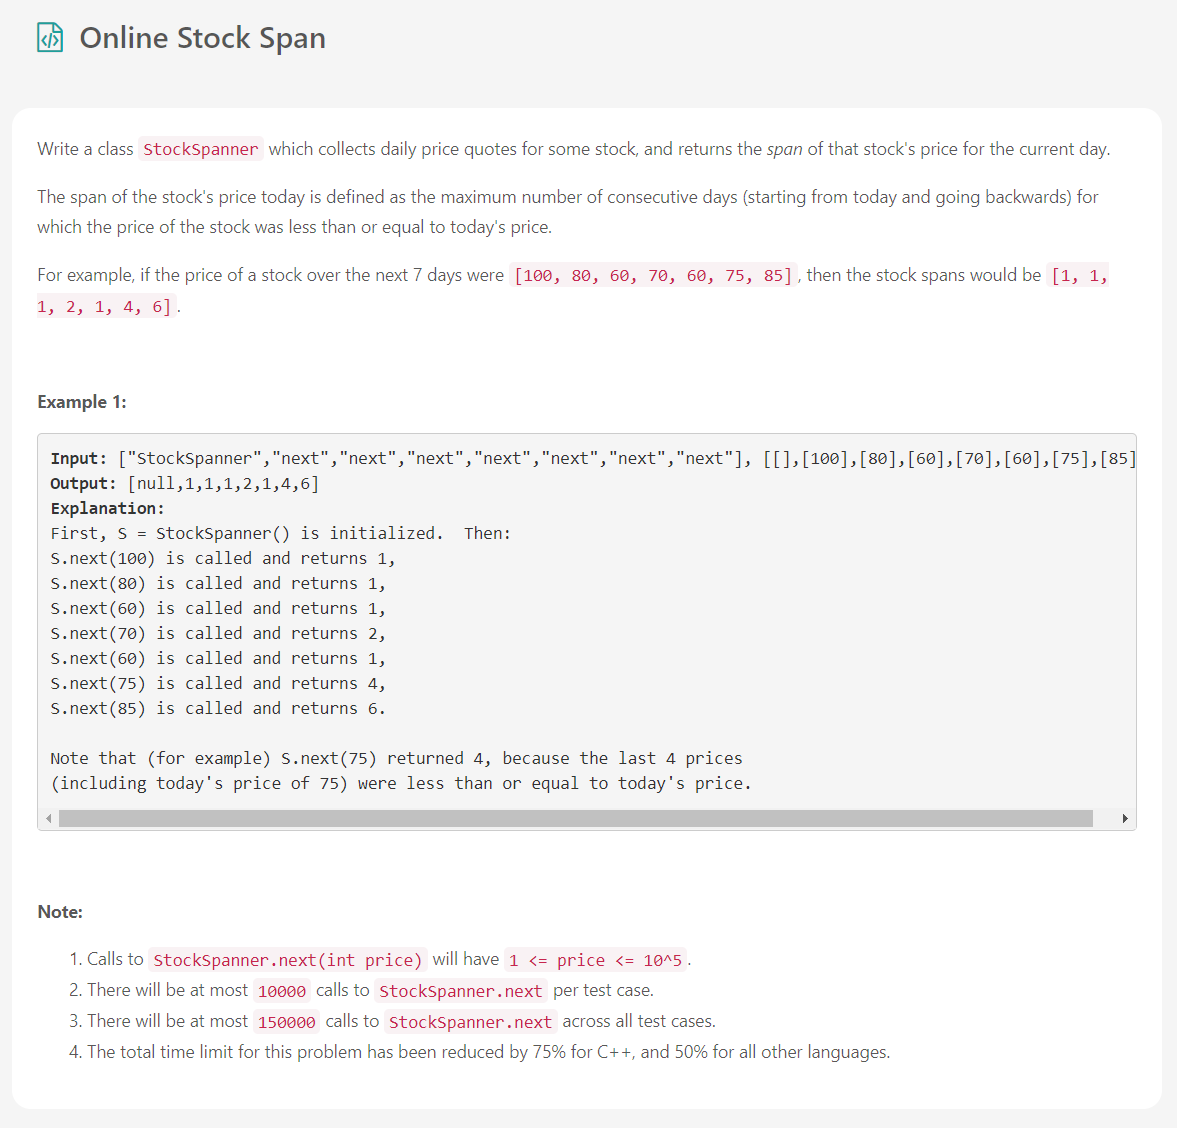 Online Stock Span
Write a class StockSpanner which collects daily price quotes for some stock, and returns the span of that stock's price for the current day.
The span of the stock's price today is defined as the maximum number of consecutive days (starting from today and going backwards) for
which the price of the stock was less than or equal to today's price.
For example, if the price of a stock over the next 7 days were [100, 80, 60, 70, 60, 75, 85], then the stock spans would be [1, 1,
1, 2, 1, 4, 6].
Example 1:
Input: ["StockSpanner","next","next","next","next","next","next","next"], [[],[100],[80],[60],[70],[60],[75],[85]
Output: [null,1,1,1,2,1,4,6]
Explanation:
First, S = StockSpanner() is initialized.  Then:
S.next(100) is called and returns 1,
S.next(80) is called and returns 1,
S.next(60) is called and returns 1,
S.next(70) is called and returns 2,
S.next(60) is called and returns 1,
S.next(75) is called and returns 4,
S.next(85) is called and returns 6.
Note that (for example) S.next(75) returned 4, because the last 4 prices
(including today's price of 75) were less than or equal to today's price.
Note:
1. Calls to StockSpanner.next(int price) will have 1 <= price <= 10^5.
2. There will be at most 10000 calls to StockSpanner.next per test case.
3. There will be at most 150000 calls to StockSpanner.next across all test cases.
4. The total time limit for this problem has been reduced by 75% for C++, and 50% for all other languages.